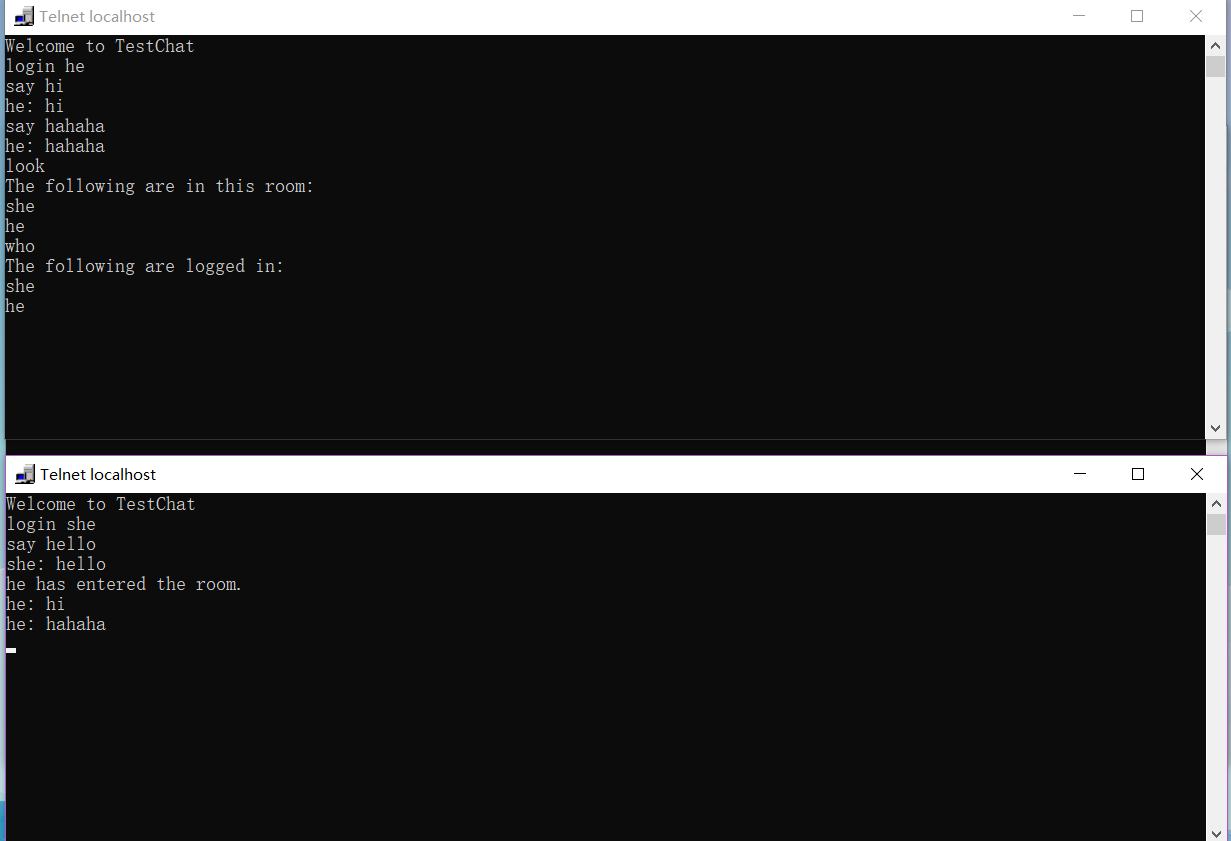 Telnet localhost
Welcome to TestChat
login he
say hi
he: hi
say hahaha
he: hahaha
look
The following are in this room:
she
he
who
The following are logged in:
she
he
Telnet localhost
Welcome to TestChat
login she
say hello
she: hello
he has entered the room.
he: hi
he: hahaha